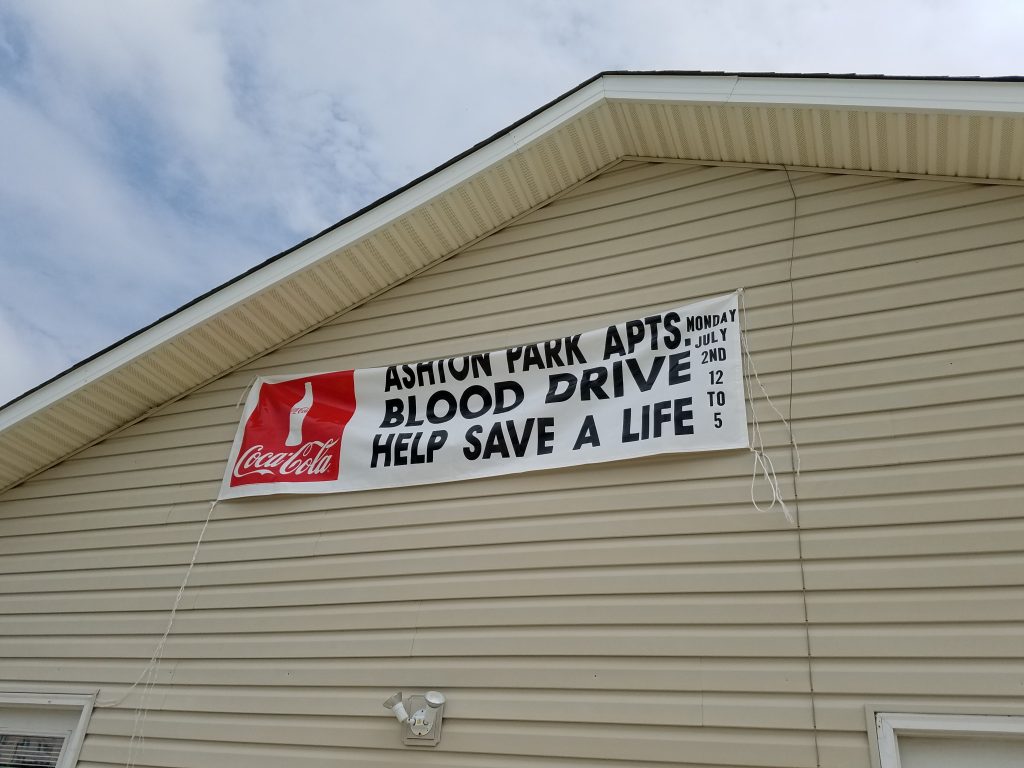 Coca-Cola
ASHTON PARK APTS.
BLOOD DRIVE
HELP SAVE A LIFE
MONDAY
JULY
2ND
12
TO
5